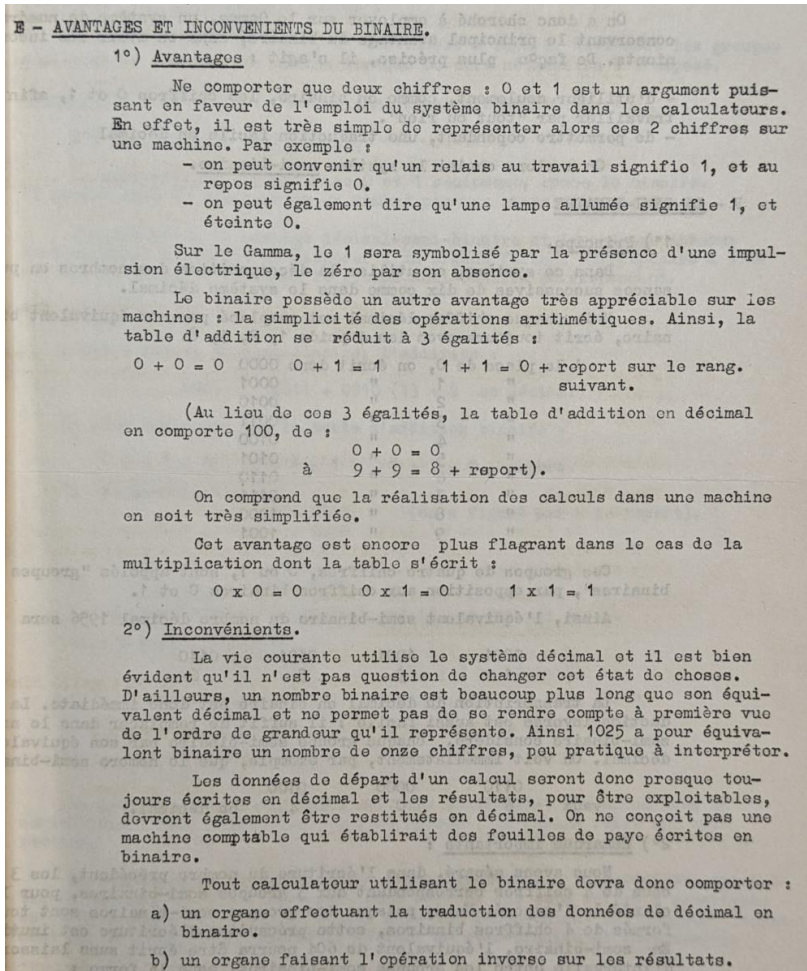 E - AVANTAGES ET INCONVENIENTS DU BINAIRE.
1°) Avantages
Ne comporter que deux chiffres : 0 et 1 est un argument puis-
sant en faveur de l'emploi du système binaire dans les calculateurs.
En effet, il est très simple de représenter alors ces 2 chiffres sur
une machine. Par exemple :
- on peut convenir qu'un relais au travail signifie 1, et au
repos signifie 0.
- on peut également dire qu'une lampe allumée signifie 1, et
éteinte 0.
Sur le Gamma, le 1 sera symbolisé par la présence d'une impul-
sion électrique, le zéro par son absence.
Le binaire possède un autre avantage très appréciable sur les
machines : la simplicité des opérations arithmétiques. Ainsi, la
table d'addition se réduit à 3 égalités :
0 + 0 = 0 0 + 1 = 1 1 + 1 = 0 + report sur le rang.
suivant.
(Au lieu de ces 3 égalités, la table d'addition en décimal
en comporte 100, de :
0 + 0 = 0
à 9 + 9 = 8 + report).
On comprend que la réalisation des calculs dans une machine
en soit très simplifiée.
Cet avantage est encore plus flagrant dans le cas de la
multiplication dont la table s'écrit :
0 x 0 = 0 0 x 1 = 0 1 x 1 = 1
2°) Inconvénients.
La vie courante utilise le système décimal et il est bien
évident qu'il n'est pas question de changer cet état de choses.
D'ailleurs, un nombre binaire est beaucoup plus long que son équi-
valent décimal et ne permet pas de se rendre compte à première vue
de l'ordre de grandeur qu'il représente. Ainsi 1025 a pour équiva-
lent binaire un nombre de onze chiffres, peu pratique à interpréter.
Les données de départ d'un calcul seront donc presque tou-
jours écrites en décimal et les résultats, pour être exploitables,
devront également être restitués en décimal. On ne conçoit pas une
machine comptable qui établirait des feuilles de paye écrites en
binaire.
Tout calculateur utilisant le binaire devra donc comporter :
a) un organe effectuant la traduction des données de décimal en
binaire.
b) un organe faisant l'opération inverse sur les résultats.